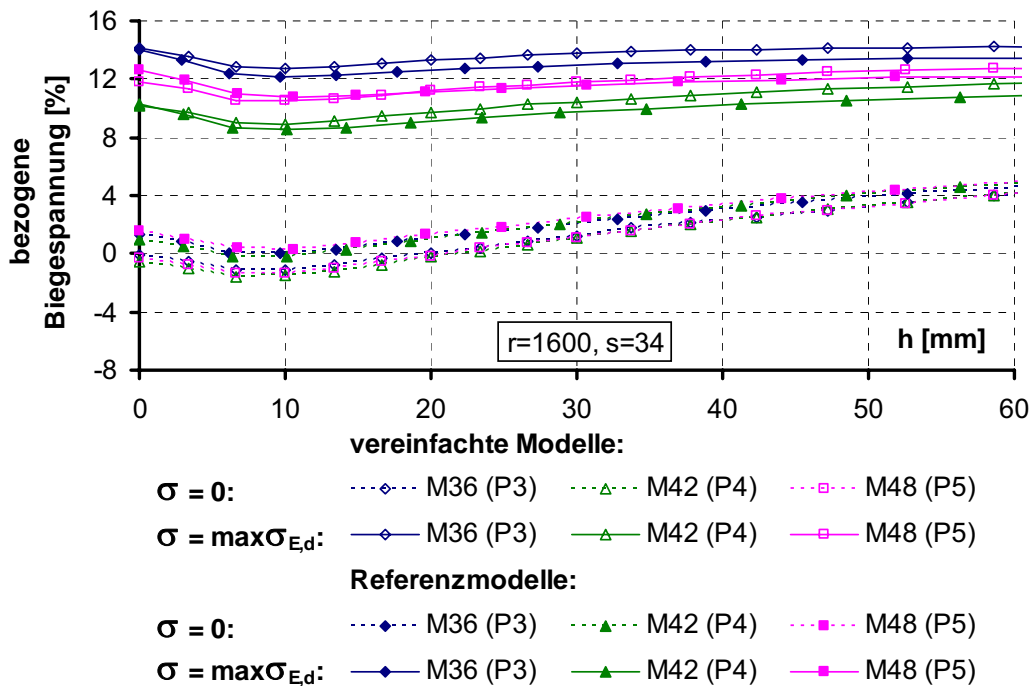 bezogene
Biegespannung [%]
16
12
8
4
0
-4
-8
r=1600, s=34
h [mm]
0 10 20 30 40 50 60
vereinfachte Modelle:
σ = 0: M36 (P3) M42 (P4) M48 (P5)
σ = maxσE,d: M36 (P3) M42 (P4) M48 (P5)
Referenzmodelle:
σ = 0: M36 (P3) M42 (P4) M48 (P5)
σ = maxσE,d: M36 (P3) M42 (P4) M48 (P5)